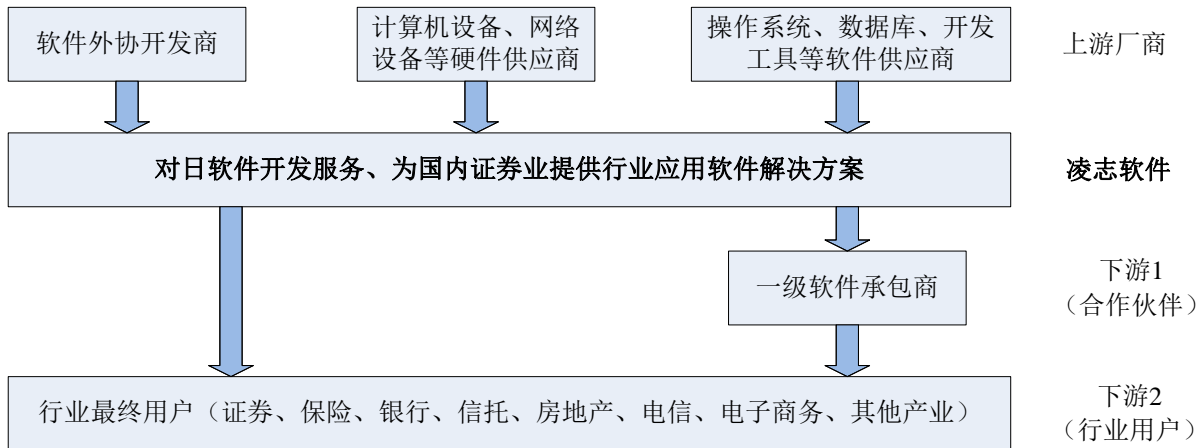 软件外协开发商
计算机设备、网络
设备等硬件供应商
操作系统、数据库、开发
工具等软件供应商
上游厂商
对日软件开发服务、为国内证券业提供行业应用软件解决方案
凌志软件
一级软件承包商
下游1
（合作伙伴）
行业最终用户（证券、保险、银行、信托、房地产、电信、电子商务、其他产业）
下游2
（行业用户）